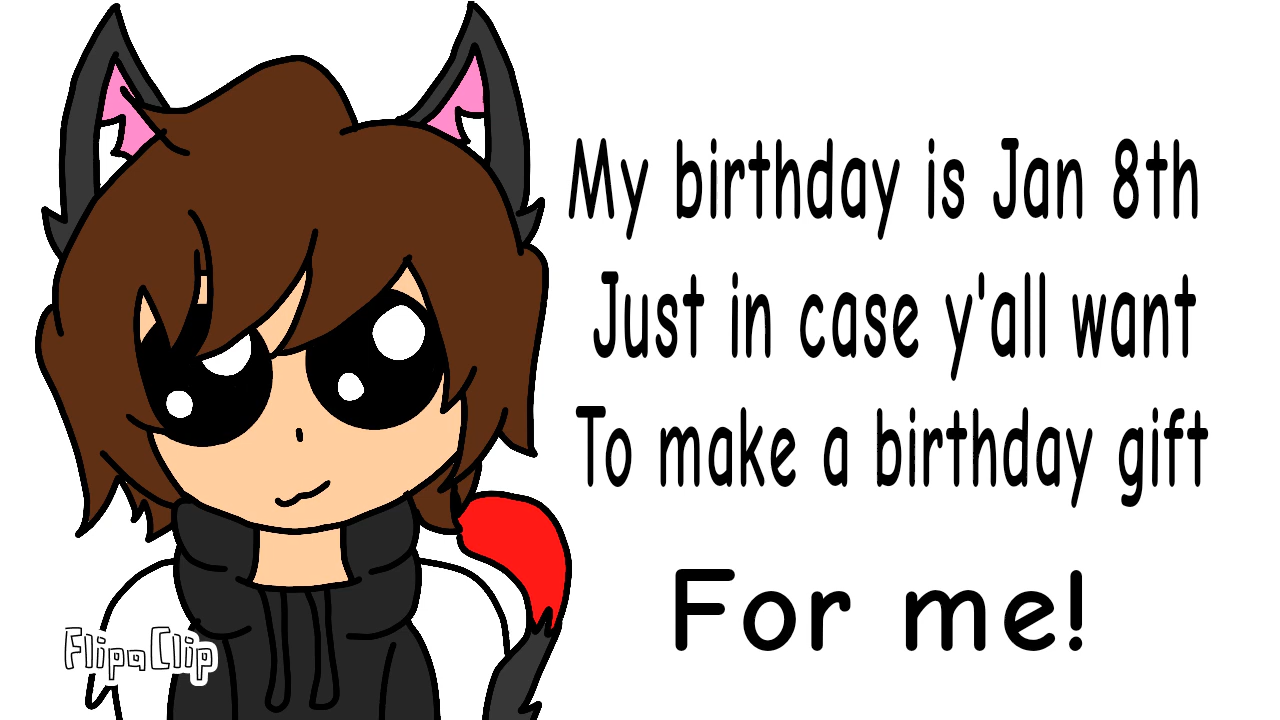 My birthday is Jan 8th
Just in case y'all want
To make a birthday gift
For me!
FlipaClip